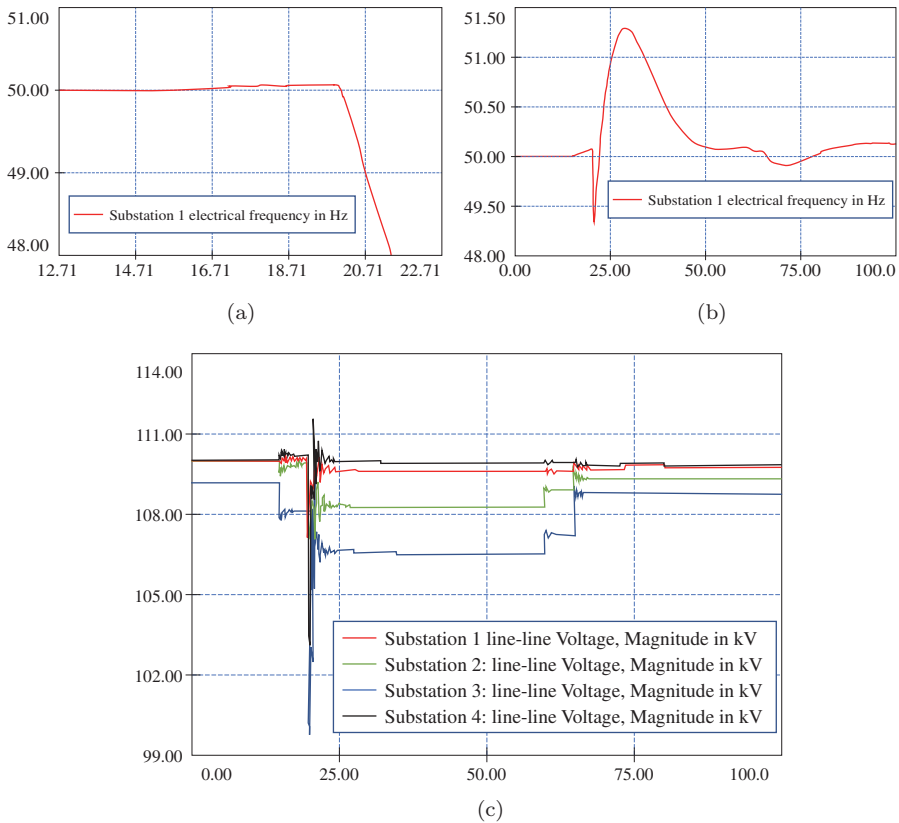 51.00
50.00
49.00
48.00
Substation 1 electrical frequency in Hz
12.71 14.71 16.71 18.71 20.71 22.71
(a)
51.50
51.00
50.50
50.00
49.50
48.00
Substation 1 electrical frequency in Hz
0.00 25.00 50.00 75.00 100.0
(b)
114.00
111.00
108.00
105.00
102.00
99.00
Substation 1 line-line Voltage, Magnitude in kV
Substation 2: line-line Voltage, Magnitude in kV
Substation 3: line-line Voltage, Magnitude in kV
Substation 4: line-line Voltage, Magnitude in kV
0.00 25.00 50.00 75.00 100.0
(c)